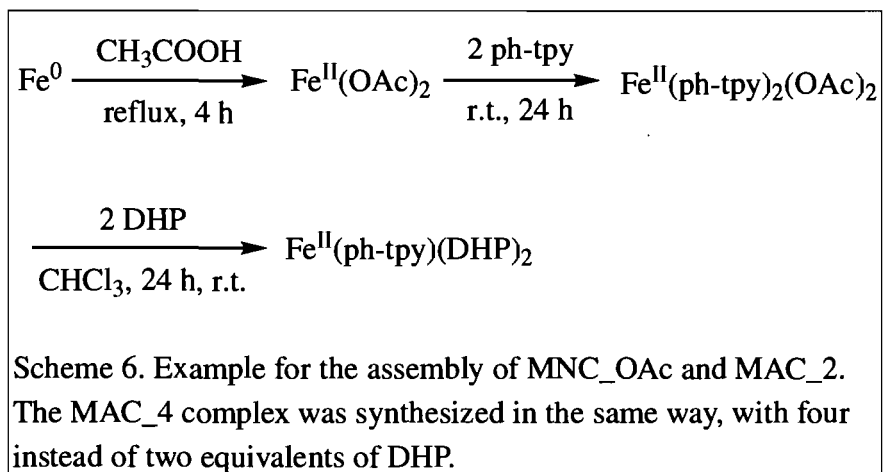 CH₃COOH 2 ph-tpy
Fe⁰ Feᴵᴵ(OAc)₂ Feᴵᴵ(ph-tpy)₂(OAc)₂
reflux, 4 h r.t., 24 h
2 DHP
Feᴵᴵ(ph-tpy)(DHP)₂
CHCl₃, 24 h, r.t.
Scheme 6. Example for the assembly of MNC_OAc and MAC_2.
The MAC_4 complex was synthesized in the same way, with four
instead of two equivalents of DHP.